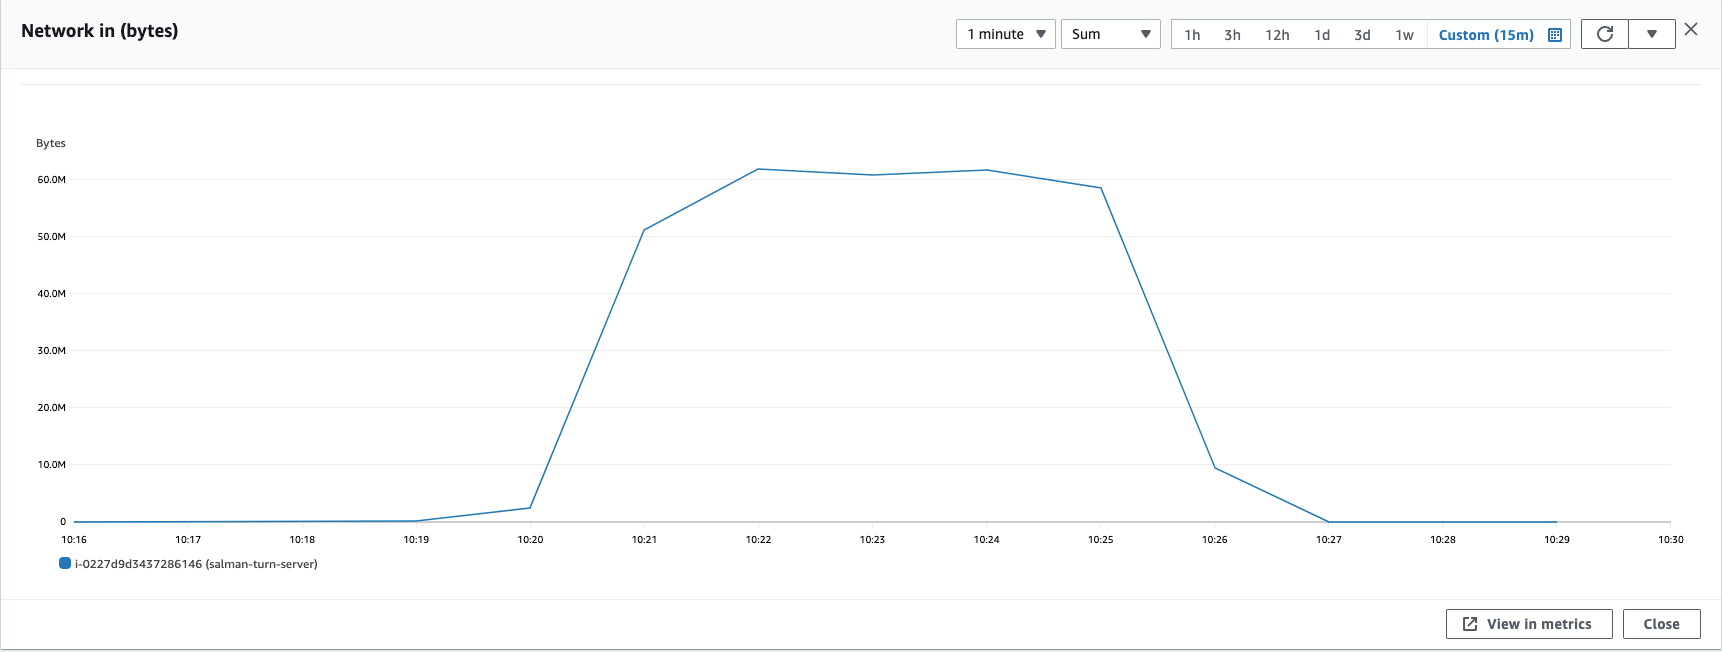 Network in (bytes)
1 minute Sum 1h 3h 12h 1d 3d 1w Custom (15m)
Bytes
60.0M
50.0M
40.0M
30.0M
20.0M
10.0M
0
10:16 10:17 10:18 10:19 10:20 10:21 10:22 10:23 10:24 10:25 10:26 10:27 10:28 10:29 10:30
i-0227d9d3437286146 (salman-turn-server)
View in metrics Close